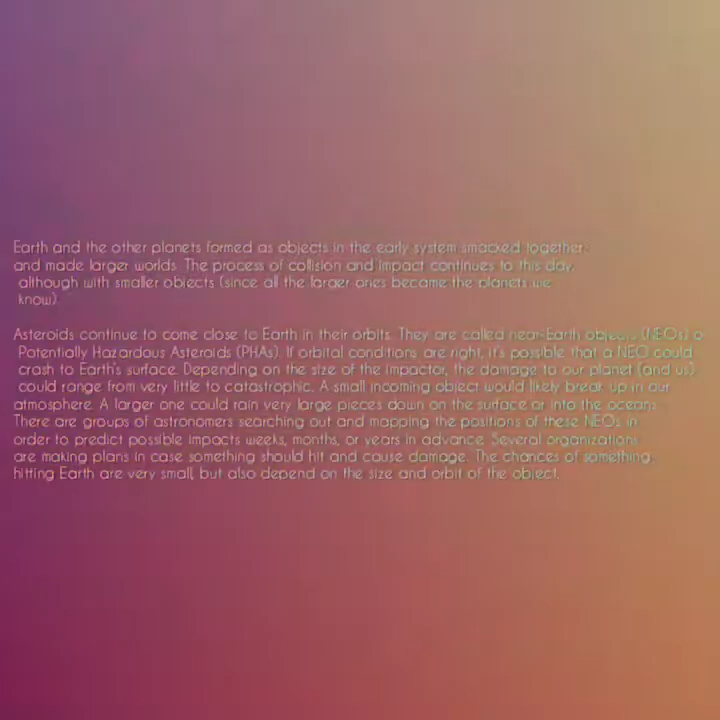 Earth and the other planets formed as objects in the early system smacked together
and made larger worlds. The process of collision and impact continues to this day,
although with smaller objects (since all the larger ones became the planets we
know).
Asteroids continue to come close to Earth in their orbits. They are called near-Earth objects (NEOs) o
Potentially Hazardous Asteroids (PHAs). If orbital conditions are right, it's possible that a NEO could
crash to Earth's surface. Depending on the size of the impactor, the damage to our planet (and us)
could range from very little to catastrophic. A small incoming object would likely break up in our
atmosphere. A larger one could rain very large pieces down on the surface or into the ocean.
There are groups of astronomers searching out and mapping the positions of these NEOs in
order to predict possible impacts weeks, months, or years in advance. Several organizations
are making plans in case something should hit and cause damage. The chances of something
hitting Earth are very small, but also depend on the size and orbit of the object.